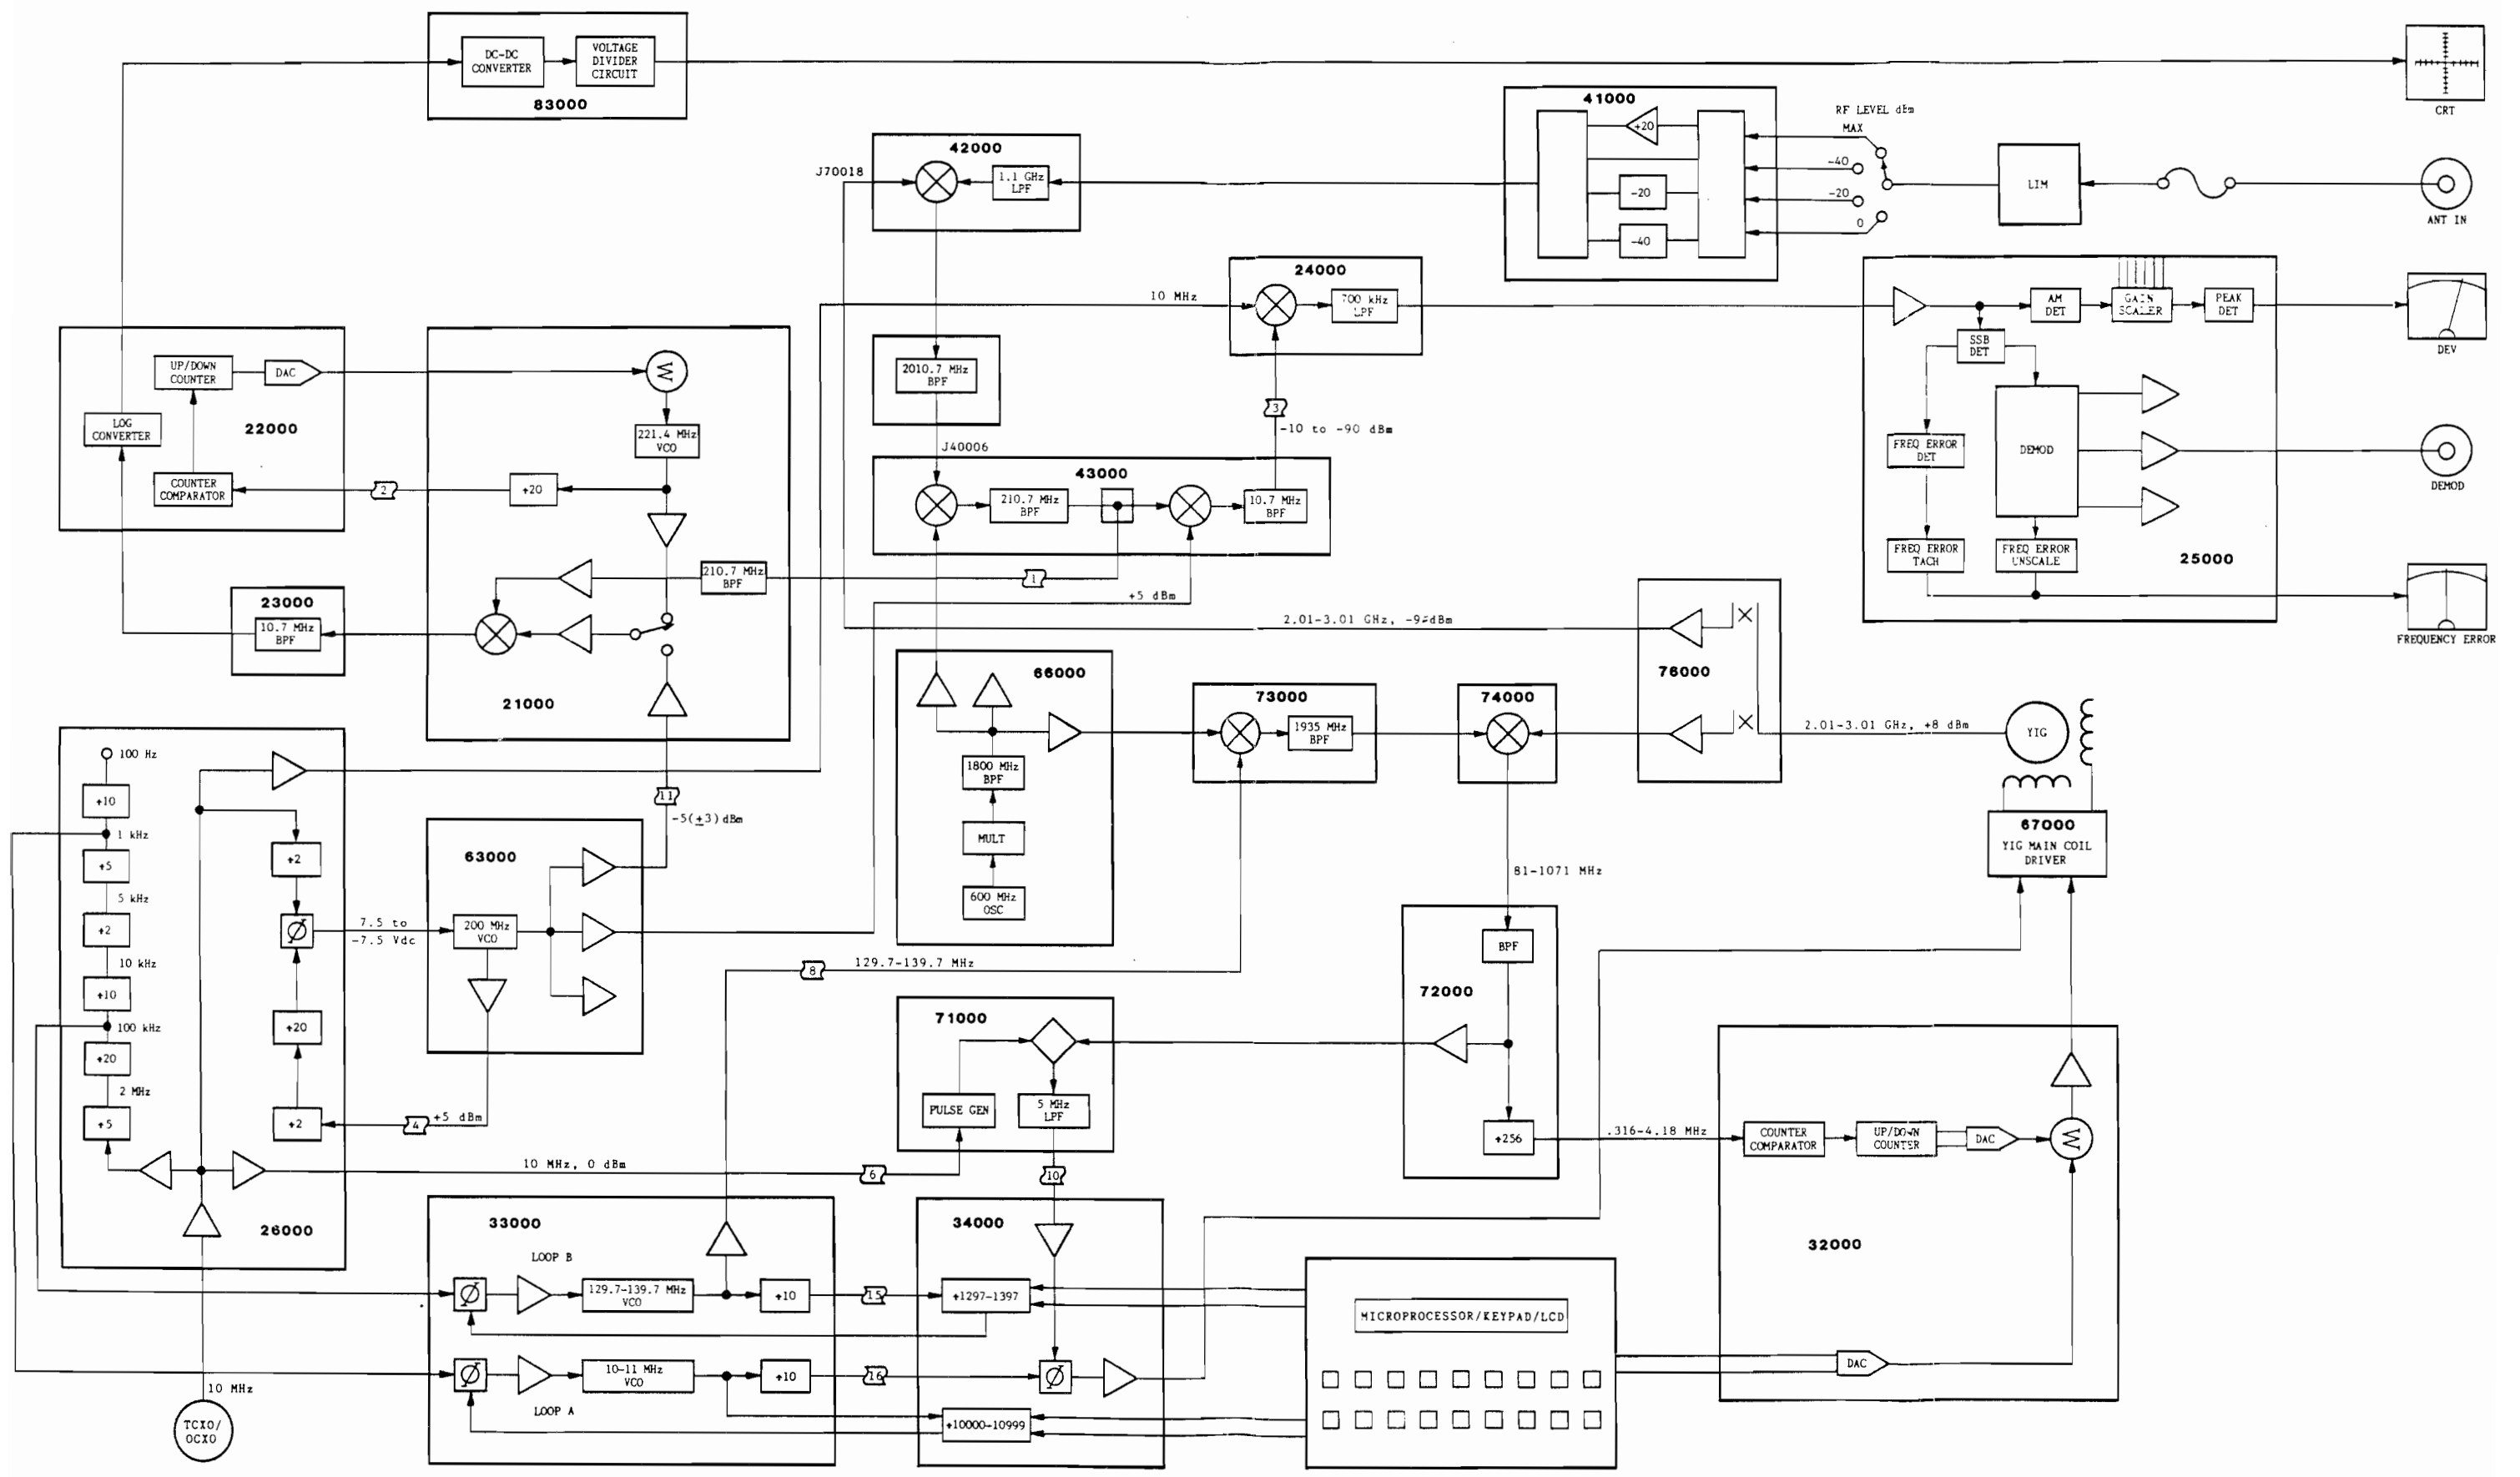 DC-DC
CONVERTER
VOLTAGE
DIVIDER
CIRCUIT
83000
CRT
41000
+20
-20
-40
RF LEVEL dBm
MAX
-40
-20
0
LIM
ANT IN
42000
J70018
1.1 GHz
LPF
24000
10 MHz
700 kHz
LPF
AM
DET
GAIN
SCALER
PEAK
DET
DEV
SSB
DET
FREQ ERROR
DET
DEMOD
DEMOD
FREQ ERROR
TACH
FREQ ERROR
UNSCALE
25000
FREQUENCY ERROR
UP/DOWN
COUNTER
DAC
LOG
CONVERTER
22000
COUNTER
COMPARATOR
2
221.4 MHz
VCO
+20
210.7 MHz
BPF
21000
23000
10.7 MHz
BPF
2010.7 MHz
BPF
J40006
3
-10 to -90 dBm
43000
210.7 MHz
BPF
10.7 MHz
BPF
1
+5 dBm
2.01-3.01 GHz,
76000
66000
1800 MHz
BPF
MULT
600 MHz
OSC
73000
1935 MHz
BPF
74000
2.01-3.01 GHz, +8 dBm
YIG
67000
YIG MAIN COIL
DRIVER
100 Hz
+10
1 kHz
+5
5 kHz
+2
10 kHz
+10
100 kHz
+20
2 MHz
+5
+2
+20
+2
26000
7.5 to
-7.5 Vdc
63000
200 MHz
VCO
11
-5(±3)dBm
4
+5 dBm
10 MHz, 0 dBm
6
8
129.7-139.7 MHz
81-1071 MHz
BPF
72000
+256
.316-4.18 MHz
71000
PULSE GEN
5 MHz
LPF
10
COUNTER
COMPARATOR
UP/DOWN
COUNTER
DAC
32000
DAC
33000
LOOP B
129.7-139.7 MHz
VCO
+10
15
10-11 MHz
VCO
+10
16
LOOP A
34000
+1297-1397
+10000-10999
MICROPROCESSOR/KEYPAD/LCD
10 MHz
TCXO/
OCXO